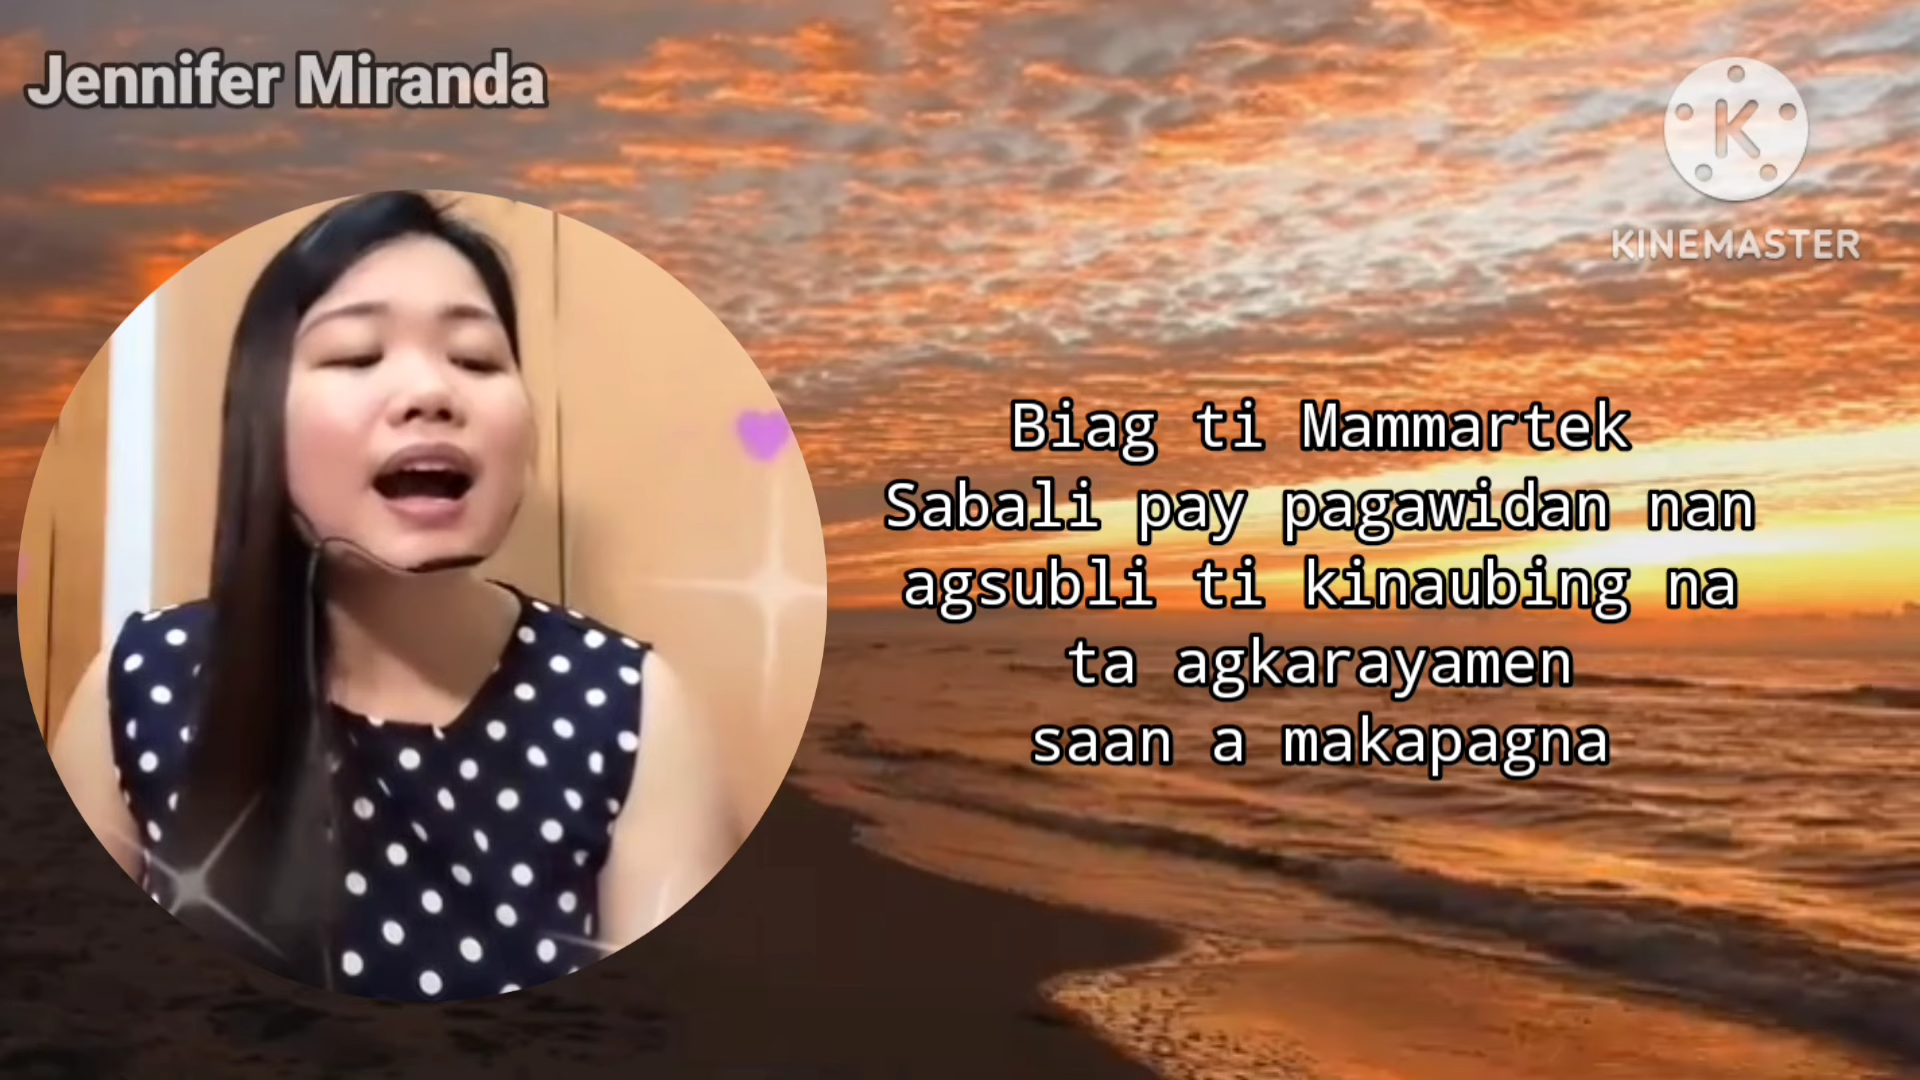 Jennifer Miranda
K
KINEMASTER
Biag ti Mammartek
Sabali pay pagawidan nan
agsubli ti kinaubing na
ta agkarayamen
saan a makapagna